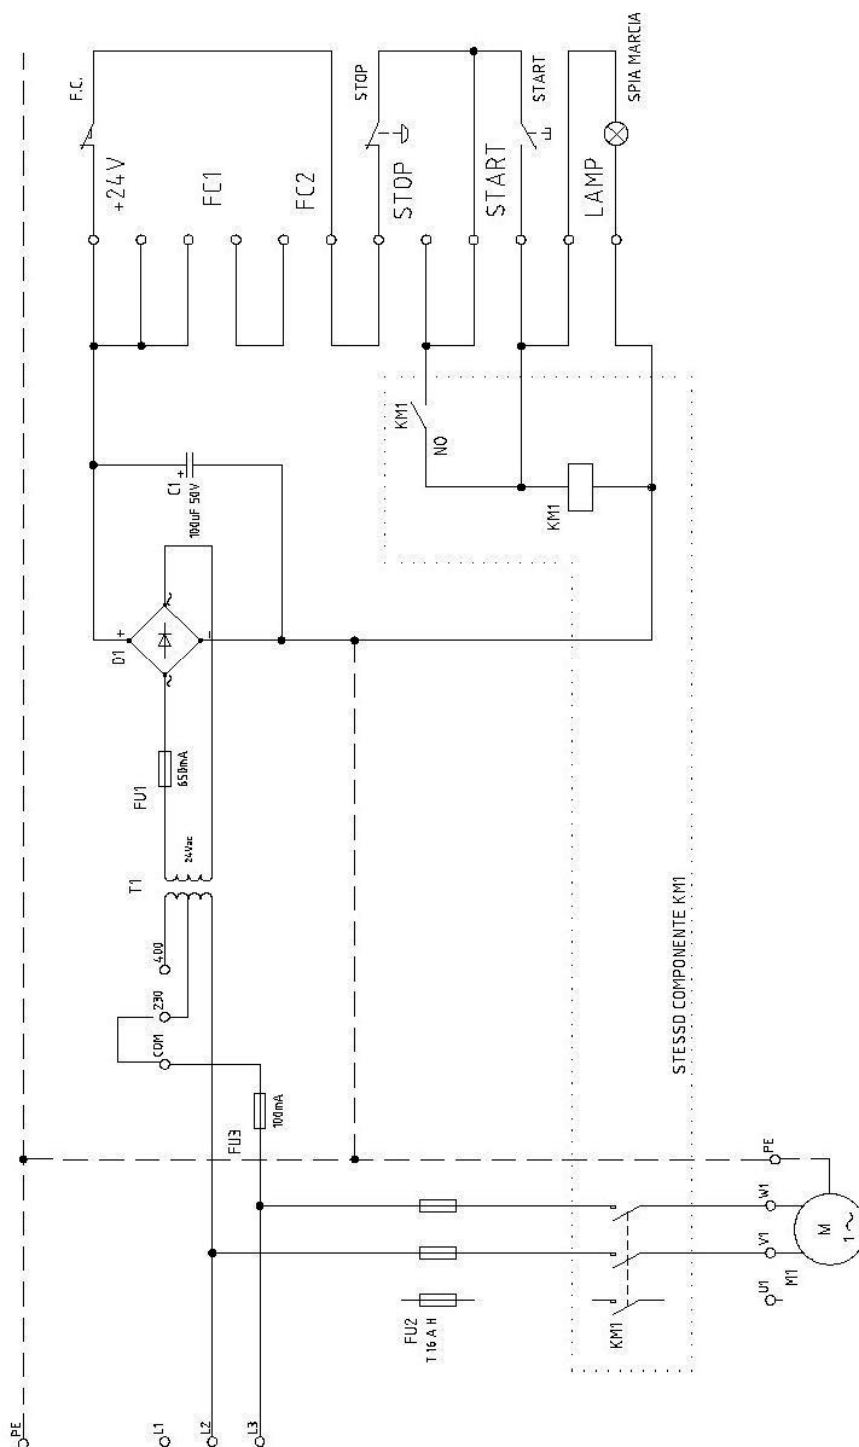 F.C.
+24V
FC1
FC2
STOP
STOP
START
START
LAMP
SPIA MARCIA
KM1
NO
C1
+
100uF 50V
KM1
D1
+
~
~
-
FU1
650mA
T1
24Vac
400
230
COM
FU3
100mA
STESSO COMPONENTE KM1
PE
W1
V1
U1
M1
M
1 ~
FU2
T 16 A H
KM1
PE
L1
L2
L3